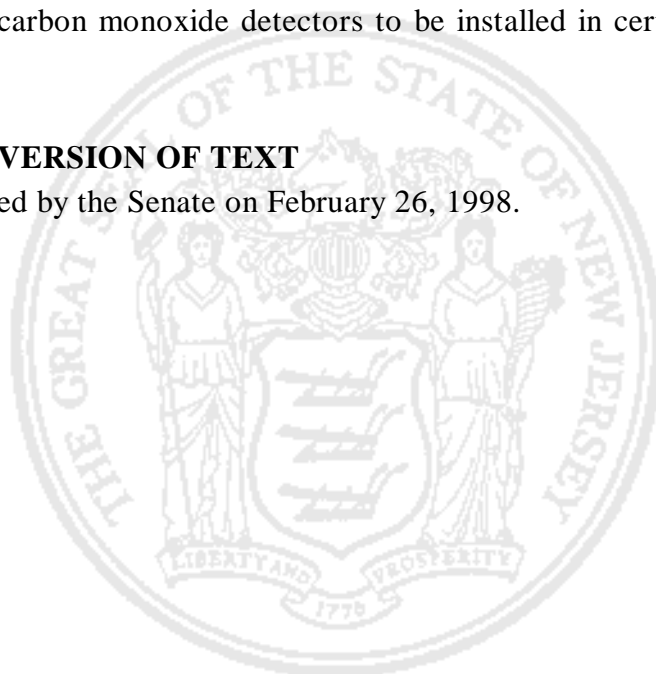 carbon monoxide detectors to be installed in cer
VERSION OF TEXT
ed by the Senate on February 26, 1998.
THE GREAT SEAL OF THE STATE OF NEW JERSEY
LIBERTY AND PROSPERITY
1776